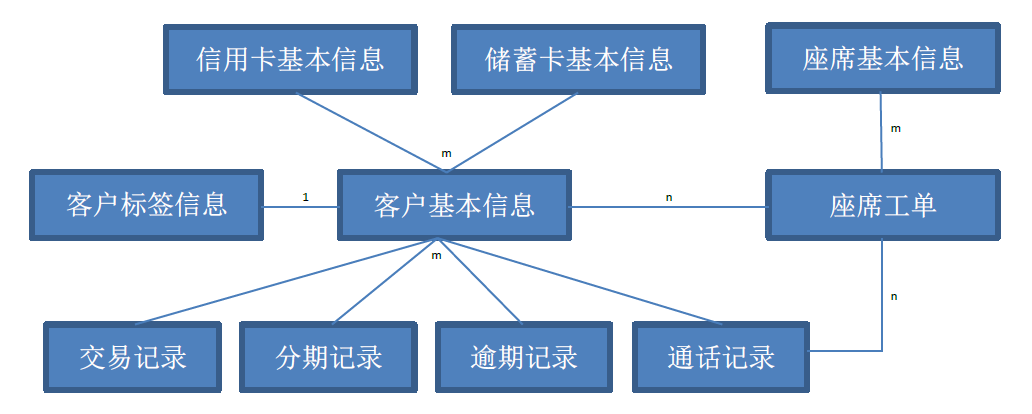 信用卡基本信息
储蓄卡基本信息
座席基本信息
m
m
客户标签信息
1
客户基本信息
n
座席工单
m
n
交易记录
分期记录
逾期记录
通话记录